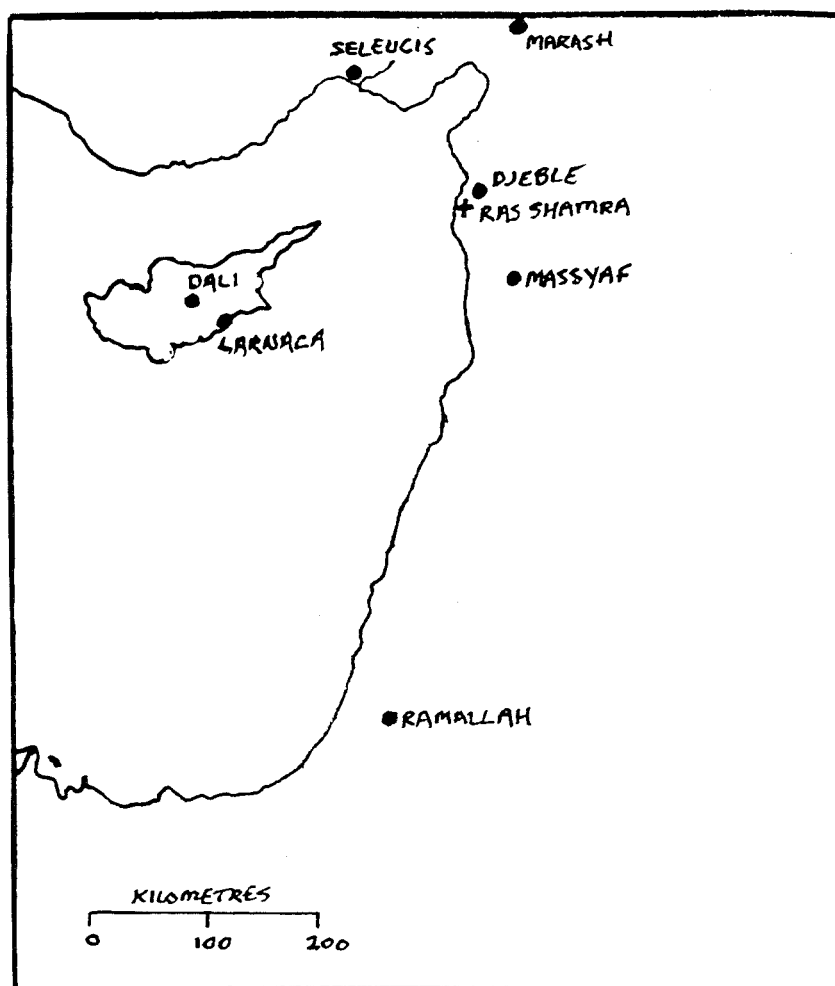 SELEUCIS
MARASH
DJEBLE
RAS SHAMRA
MASSYAF
DALI
LARNACA
RAMALLAH
KILOMETRES
0 100 200